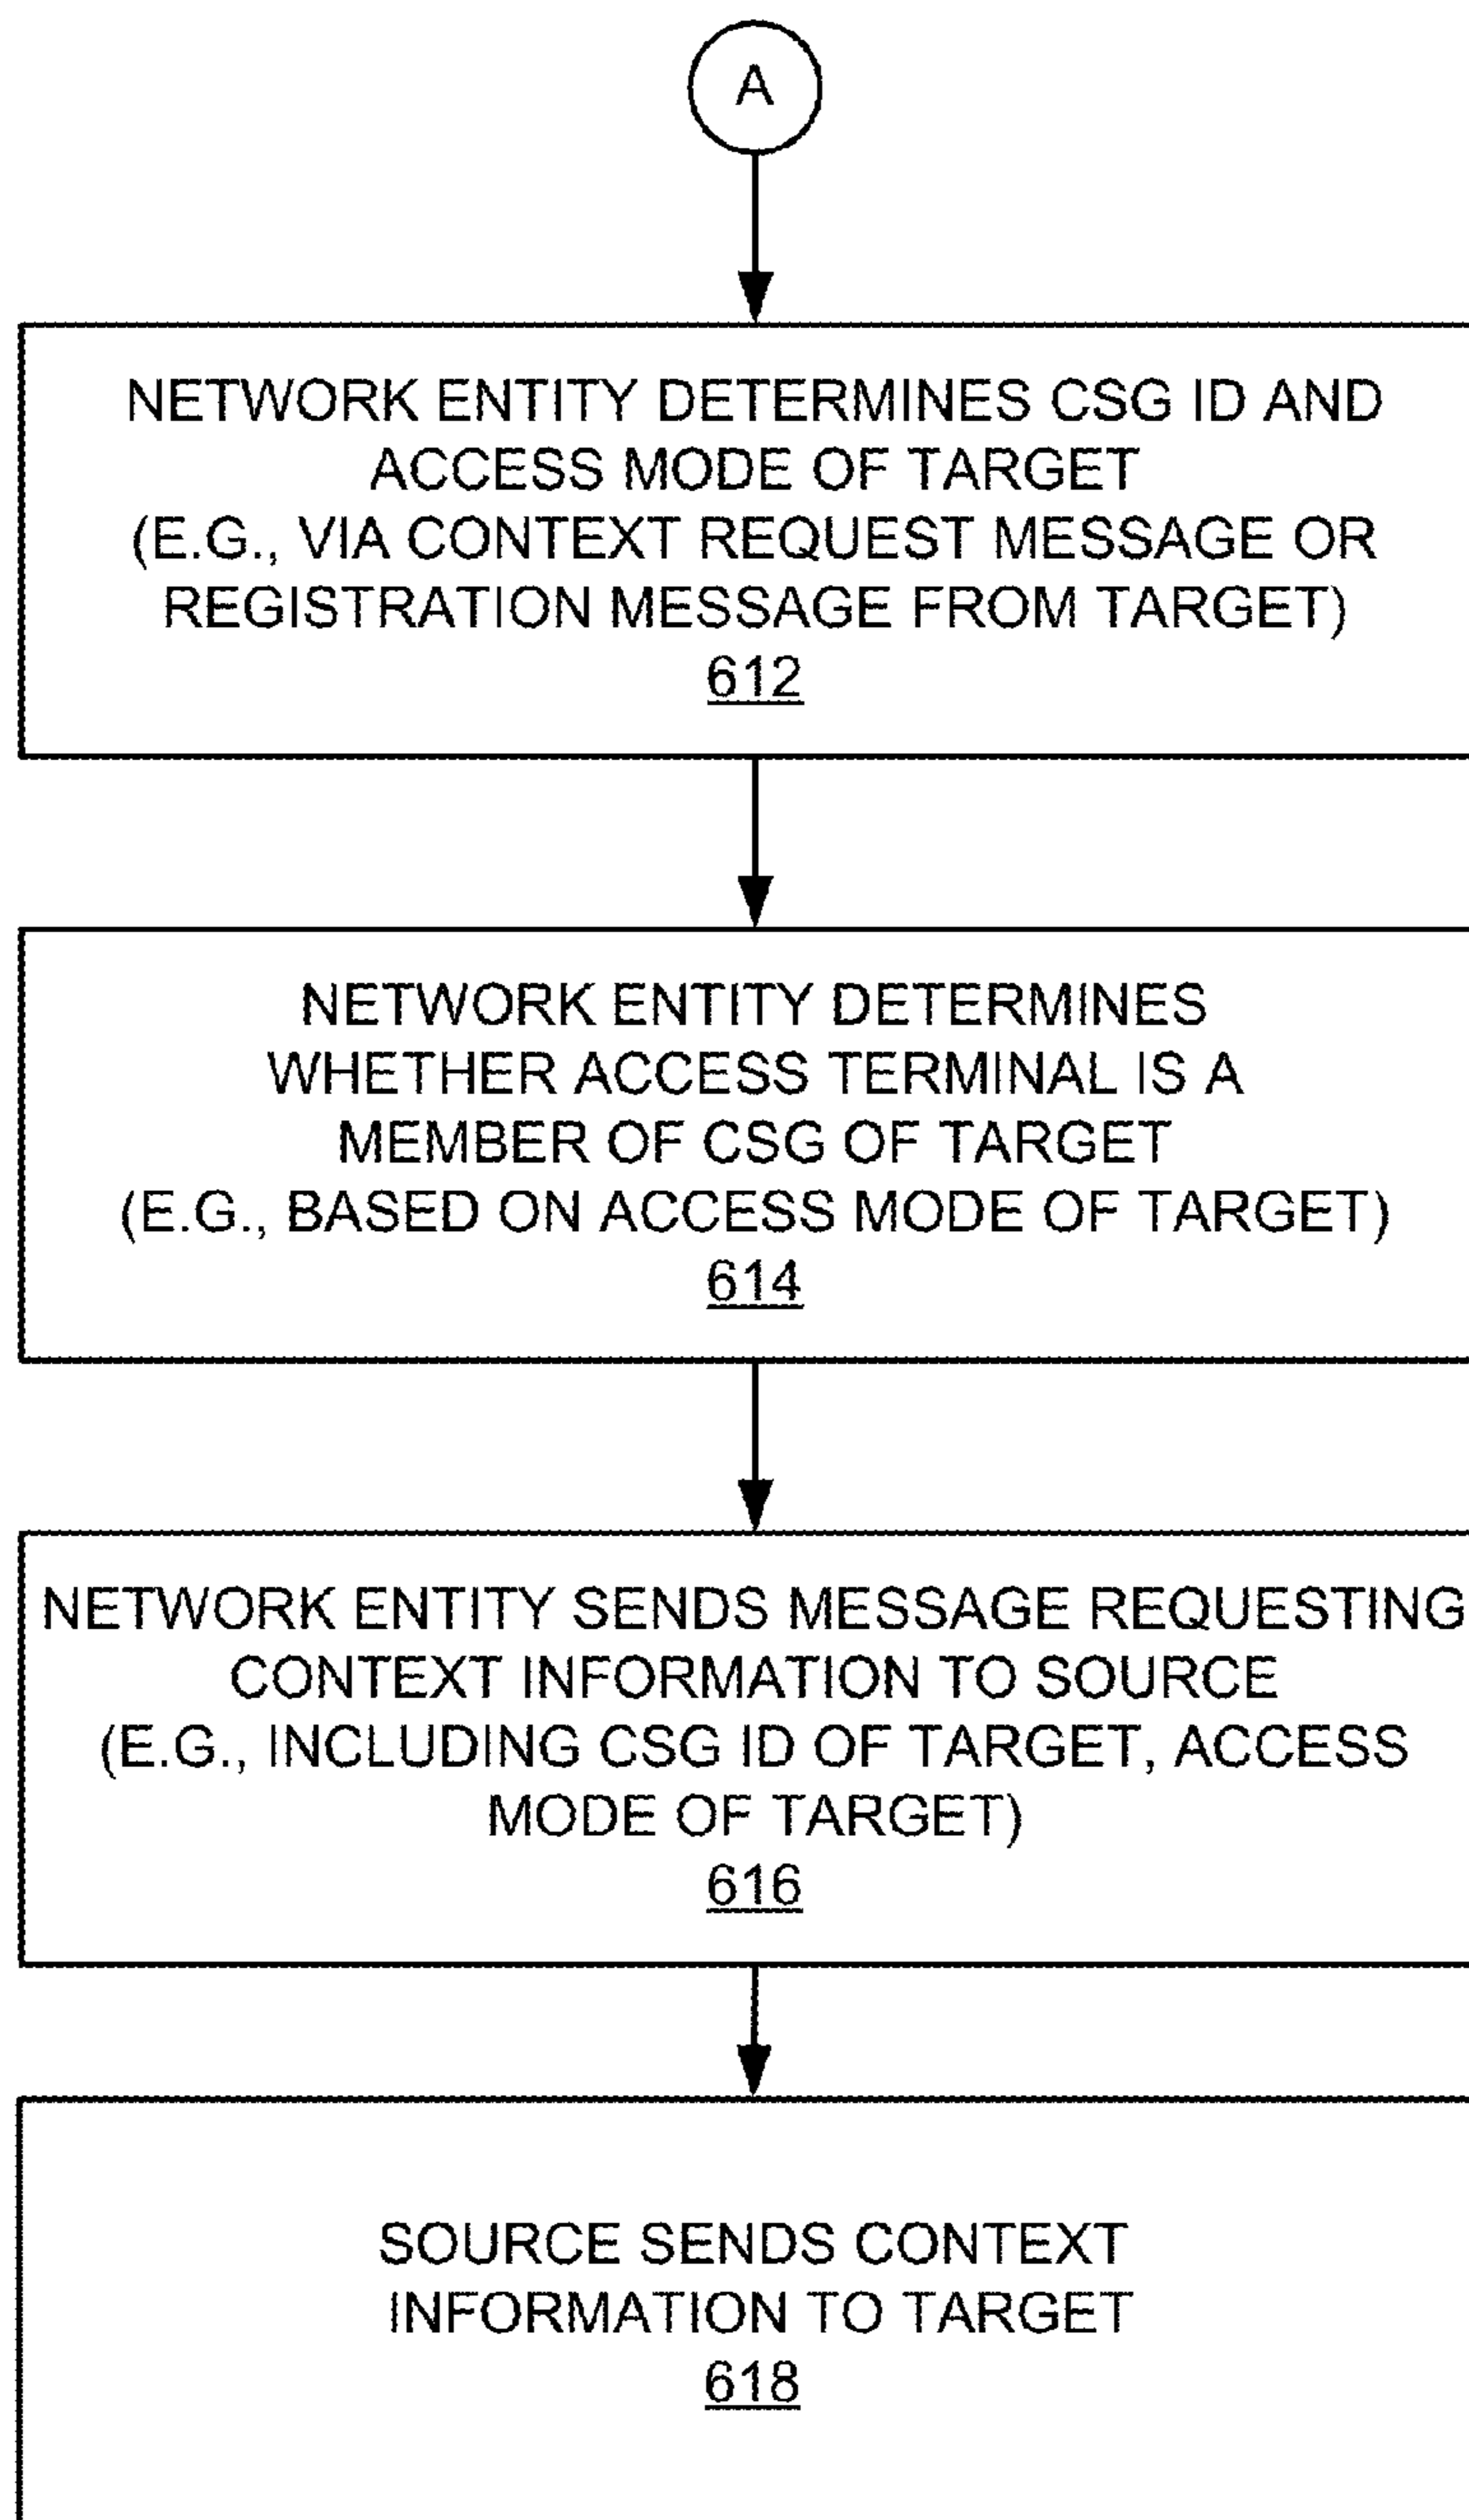 A
NETWORK ENTITY DETERMINES CSG ID AND
ACCESS MODE OF TARGET
(E.G., VIA CONTEXT REQUEST MESSAGE OR
REGISTRATION MESSAGE FROM TARGET)
612
NETWORK ENTITY DETERMINES
WHETHER ACCESS TERMINAL IS A
MEMBER OF CSG OF TARGET
(E.G., BASED ON ACCESS MODE OF TARGET)
614
NETWORK ENTITY SENDS MESSAGE REQUESTING
CONTEXT INFORMATION TO SOURCE
(E.G., INCLUDING CSG ID OF TARGET, ACCESS
MODE OF TARGET)
616
SOURCE SENDS CONTEXT
INFORMATION TO TARGET
618